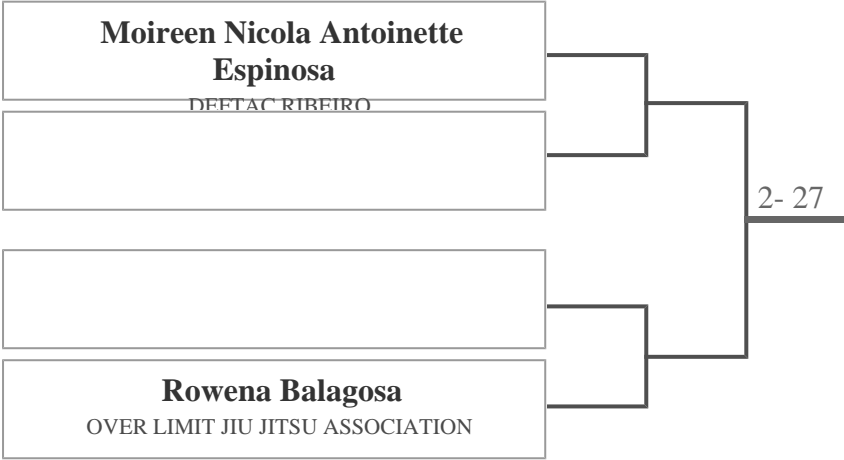 Moireen Nicola Antoinette
Espinosa
DEFTAC RIBEIRO
2- 27
Rowena Balagosa
OVER LIMIT JIU JITSU ASSOCIATION